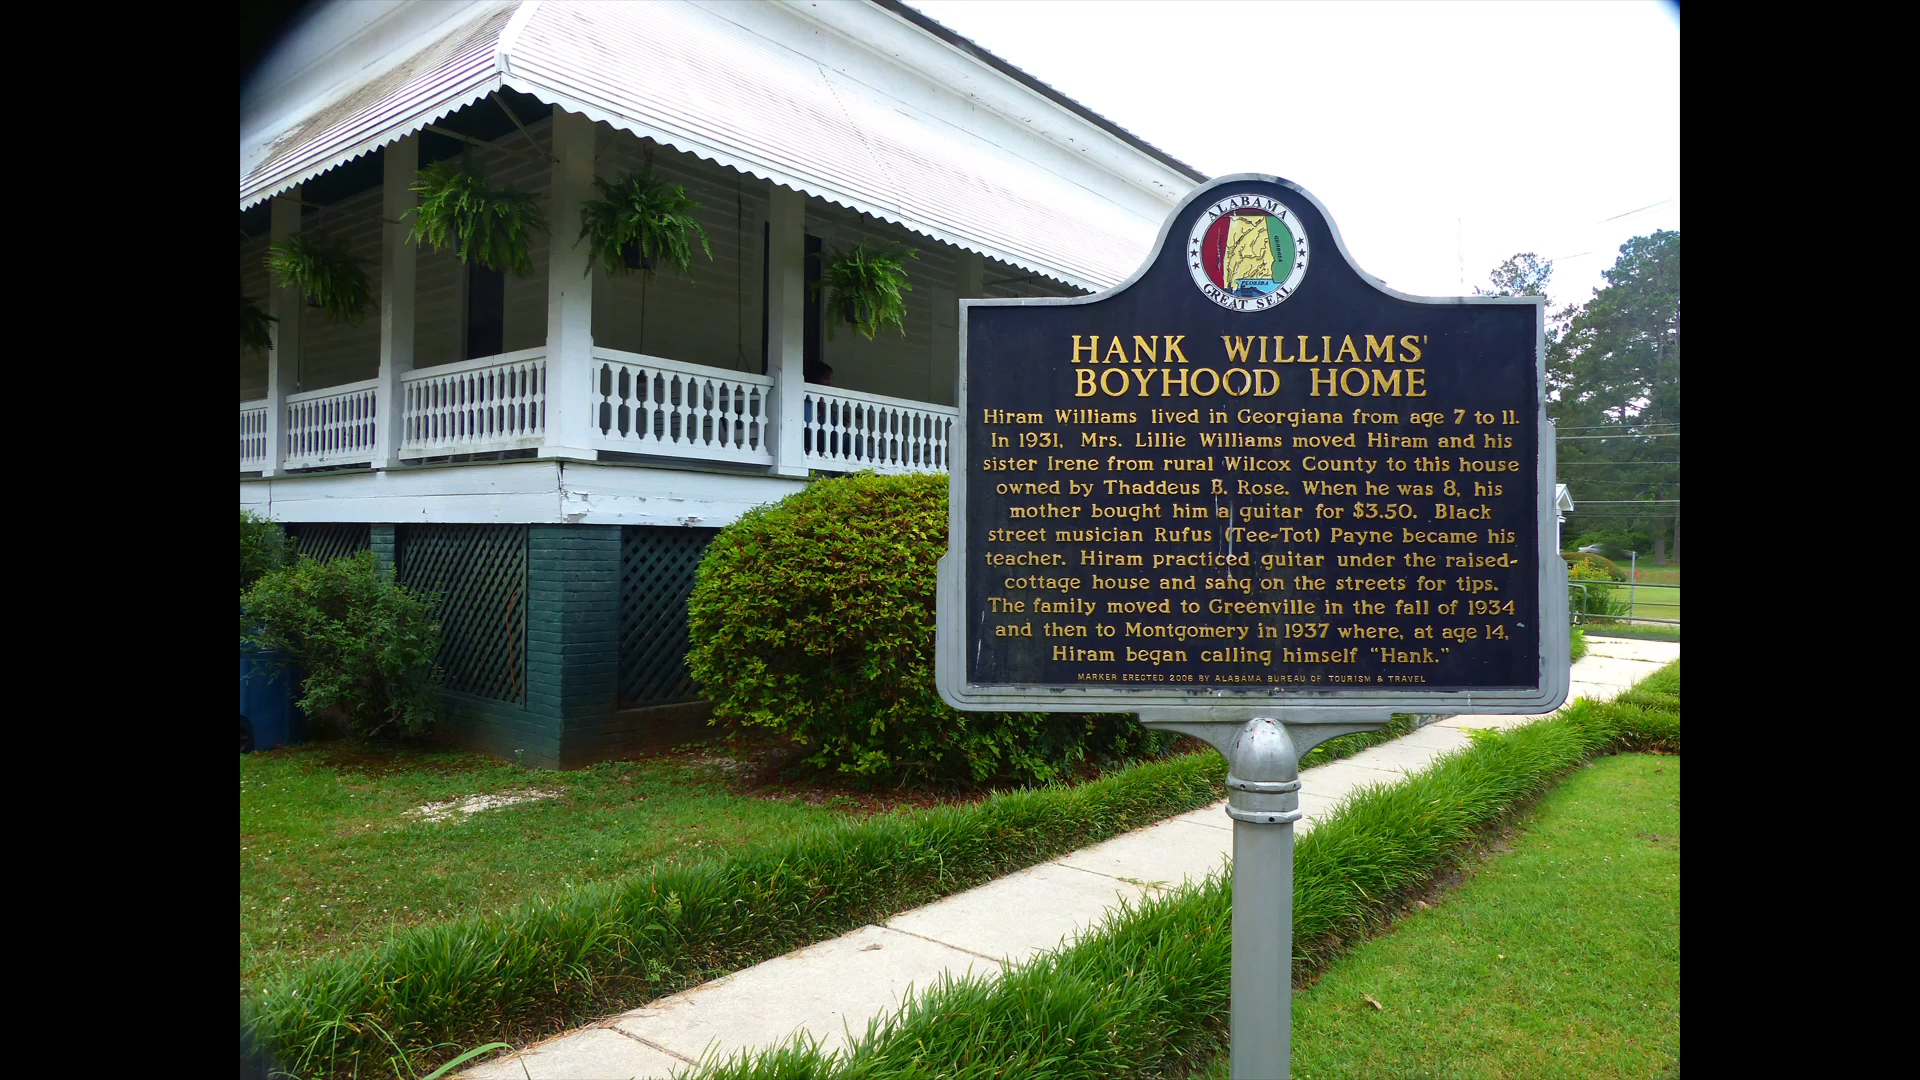 ALABAMA
GEORGIA
FLORIDA
GREAT SEAL
HANK WILLIAMS'
BOYHOOD HOME
Hiram Williams lived in Georgiana from age 7 to 11.
In 1931, Mrs. Lillie Williams moved Hiram and his
sister Irene from rural Wilcox County to this house
owned by Thaddeus B. Rose. When he was 8, his
mother bought him a guitar for $3.50. Black
street musician Rufus (Tee-Tot) Payne became his
teacher. Hiram practiced guitar under the raised-
cottage house and sang on the streets for tips.
The family moved to Greenville in the fall of 1934
and then to Montgomery in 1937 where, at age 14,
Hiram began calling himself "Hank."
MARKER ERECTED 2006 BY ALABAMA BUREAU OF TOURISM & TRAVEL